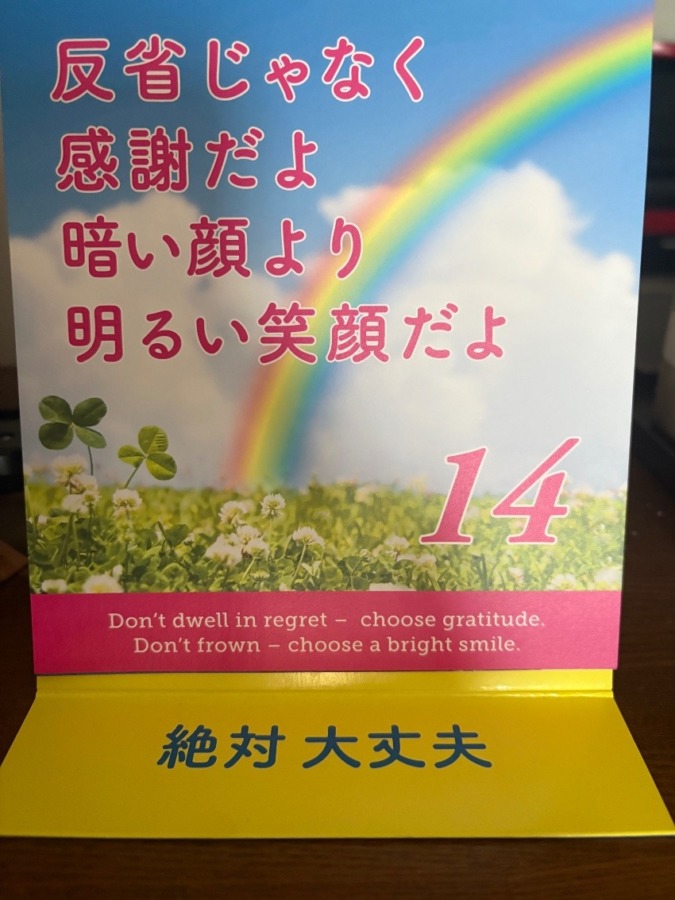 反省じゃなく
感謝だよ
暗い顔より
明るい笑顔だよ
14
Don't dwell in regret – choose gratitude.
Don't frown – choose a bright smile.
絶対 大丈夫